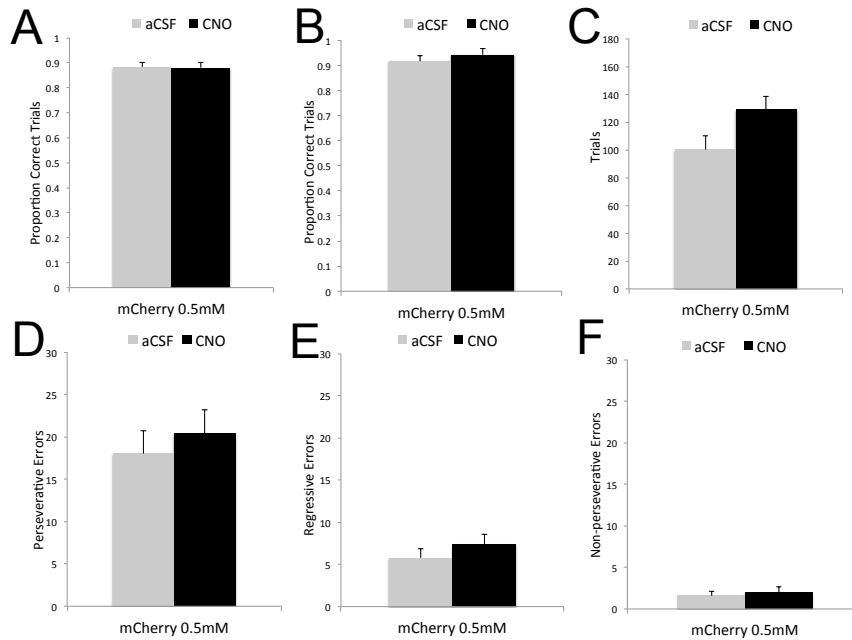 A
aCSF CNO
Proportion Correct Trials
1
0.9
0.8
0.7
0.6
0.5
0.4
0.3
0.2
0.1
0
mCherry 0.5mM
B
aCSF CNO
Proportion Correct Trials
1
0.9
0.8
0.7
0.6
0.5
0.4
0.3
0.2
0.1
0
mCherry 0.5mM
C
aCSF CNO
Trials
180
160
140
120
100
80
60
40
20
0
mCherry 0.5mM
D
aCSF CNO
Perseverative Errors
30
25
20
15
10
5
0
mCherry 0.5mM
E
aCSF CNO
Regressive Errors
30
25
20
15
10
5
0
mCherry 0.5mM
F
aCSF CNO
Non-perseverative Errors
30
25
20
15
10
5
0
mCherry 0.5mM